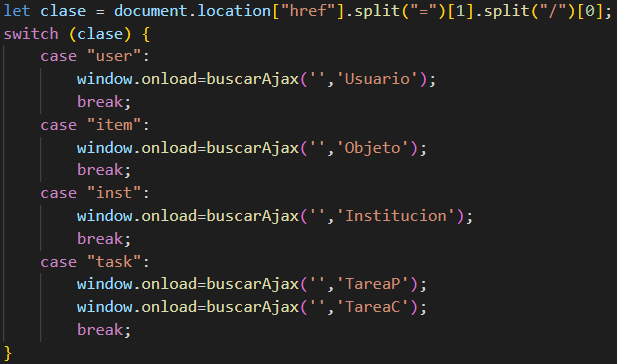 let clase = document.location["href"].split("=")[1].split("/")[0];
switch (clase) {
    case "user":
        window.onload=buscarAjax('','Usuario');
        break;
    case "item":
        window.onload=buscarAjax('','Objeto');
        break;
    case "inst":
        window.onload=buscarAjax('','Institucion');
        break;
    case "task":
        window.onload=buscarAjax('','TareaP');
        window.onload=buscarAjax('','TareaC');
        break;
}